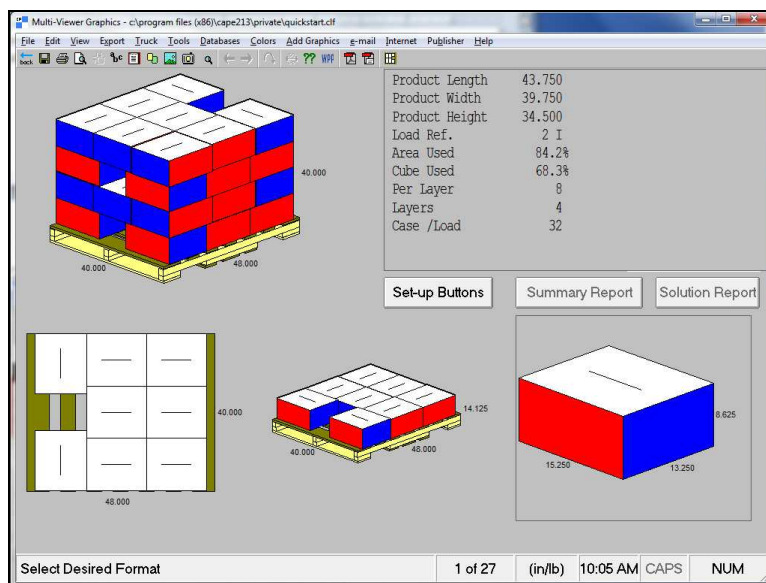 Multi-Viewer Graphics - c:\program files (x86)\cape213\private\quickstart.clf
File Edit View Export Truck Tools Databases Colors Add Graphics e-mail Internet Publisher Help
back ?? WPF
Product Length 43.750
Product Width 39.750
Product Height 34.500
Load Ref. 2 I
Area Used 84.2%
Cube Used 68.3%
Per Layer 8
Layers 4
Case /Load 32
40.000
40.000
48.000
Set-up Buttons Summary Report Solution Report
40.000
48.000
14.125
40.000
48.000
8.625
15.250
13.250
Select Desired Format 1 of 27 (in/lb) 10:05 AM CAPS NUM